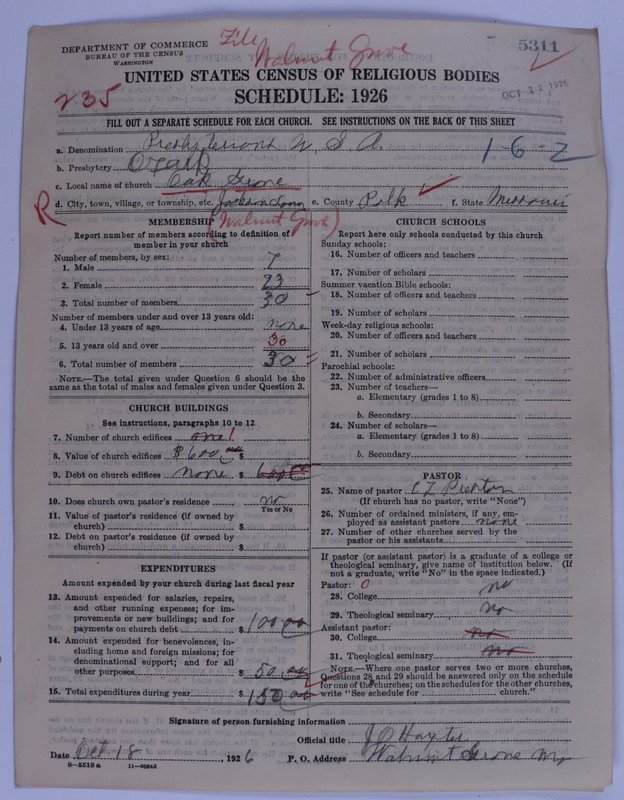 DEPARTMENT OF COMMERCE
BUREAU OF THE CENSUS
WASHINGTON
File Walnut Grove
5311
UNITED STATES CENSUS OF RELIGIOUS BODIES
235
SCHEDULE: 1926
OCT 22 1926
FILL OUT A SEPARATE SCHEDULE FOR EACH CHURCH. SEE INSTRUCTIONS ON THE BACK OF THIS SHEET
a. Denomination Presbyterian U. S. A.
1-6-2
b. Presbytery Ozark
c. Local name of church Oak Grove
R
d. City, town, village, or township, etc. Jackson e. County Polk f. State Missouri
(Walnut Grove)
MEMBERSHIP
Report number of members according to definition of
member in your church
Number of members, by sex:
1. Male 7
2. Female 23
3. Total number of members 30
Number of members under and over 13 years old:
4. Under 13 years of age none
5. 13 years old and over 30
6. Total number of members 30
NOTE.—The total given under Question 6 should be
the same as the total of males and females given under Question 3.
CHURCH BUILDINGS
See instructions, paragraphs 10 to 12
7. Number of church edifices one 1
8. Value of church edifices $600 00 $
9. Debt on church edifices none $ 600 00
10. Does church own pastor's residence no
Yes or No
11. Value of pastor's residence (if owned by
church) $
12. Debt on pastor's residence (if owned by
church) $
EXPENDITURES
Amount expended by your church during last fiscal year
13. Amount expended for salaries, repairs,
and other running expenses; for im-
provements or new buildings; and for
payments on church debt $ 100 00
14. Amount expended for benevolences, in-
cluding home and foreign missions; for
denominational support; and for all
other purposes $ 50 00
15. Total expenditures during year $ 150 00
CHURCH SCHOOLS
Report here only schools conducted by this church
Sunday schools:
16. Number of officers and teachers
17. Number of scholars
Summer vacation Bible schools:
18. Number of officers and teachers
19. Number of scholars
Week-day religious schools:
20. Number of officers and teachers
21. Number of scholars
Parochial schools:
22. Number of administrative officers
23. Number of teachers—
a. Elementary (grades 1 to 8)
b. Secondary
24. Number of scholars—
a. Elementary (grades 1 to 8)
b. Secondary
PASTOR
25. Name of pastor C L
(If church has no pastor, write "None")
26. Number of ordained ministers, if any, em-
ployed as assistant pastors none
27. Number of other churches served by the
pastor or his assistants
If pastor (or assistant pastor) is a graduate of a college or
theological seminary, give name of institution below. (If
not a graduate, write "No" in the space indicated.)
Pastor: 0
28. College no
29. Theological seminary no
Assistant pastor:
30. College no
31. Theological seminary no
NOTE.—Where one pastor serves two or more churches,
Questions 28 and 29 should be answered only on the schedule
for one of the churches; on the schedules for the other churches,
write "See schedule for church."
Signature of person furnishing information
Official title J O Hayter
Date Oct 18, 1926 P. O. Address Walnut Grove Mo
8—5518 a 11—9064d